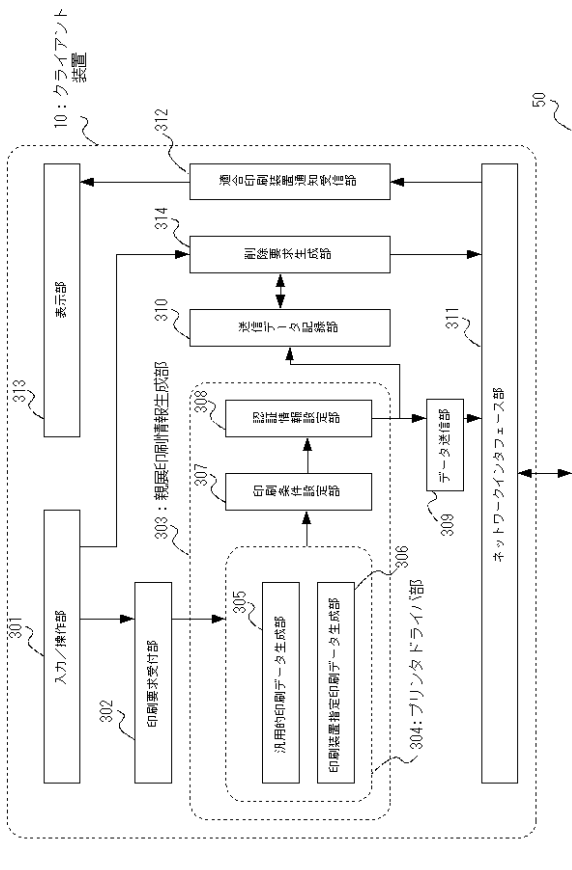 10：クライアント
装置
50
301
入力／操作部
313
表示部
302
印刷要求受付部
303：親展印刷情報生成部
304：プリンタドライバ部
305
汎用的印刷データ生成部
306
印刷装置指定印刷データ生成部
307
印刷条件設定部
308
認証情報設定部
309
データ送信部
310
送信データ記録部
314
削除要求生成部
312
適合印刷装置通知受信部
311
ネットワークインタフェース部